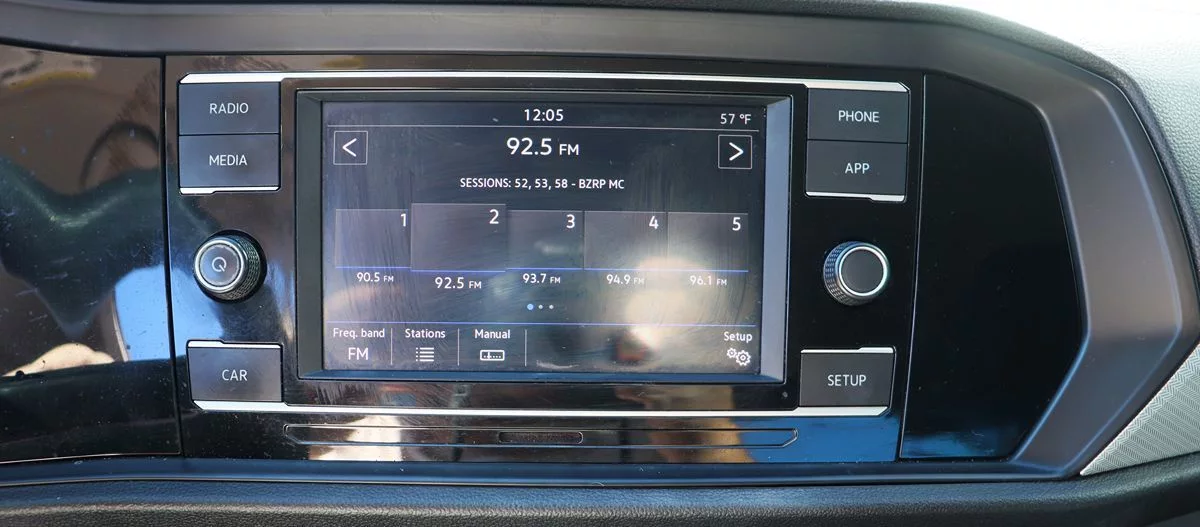 RADIO
MEDIA
CAR
12:05
57 °F
< 92.5 FM >
SESSIONS: 52, 53, 58 - BZRP MC
1 2 3 4 5
90.5 FM 92.5 FM 93.7 FM 94.9 FM 96.1 FM
Freq. band Stations Manual Setup
FM
PHONE
APP
SETUP